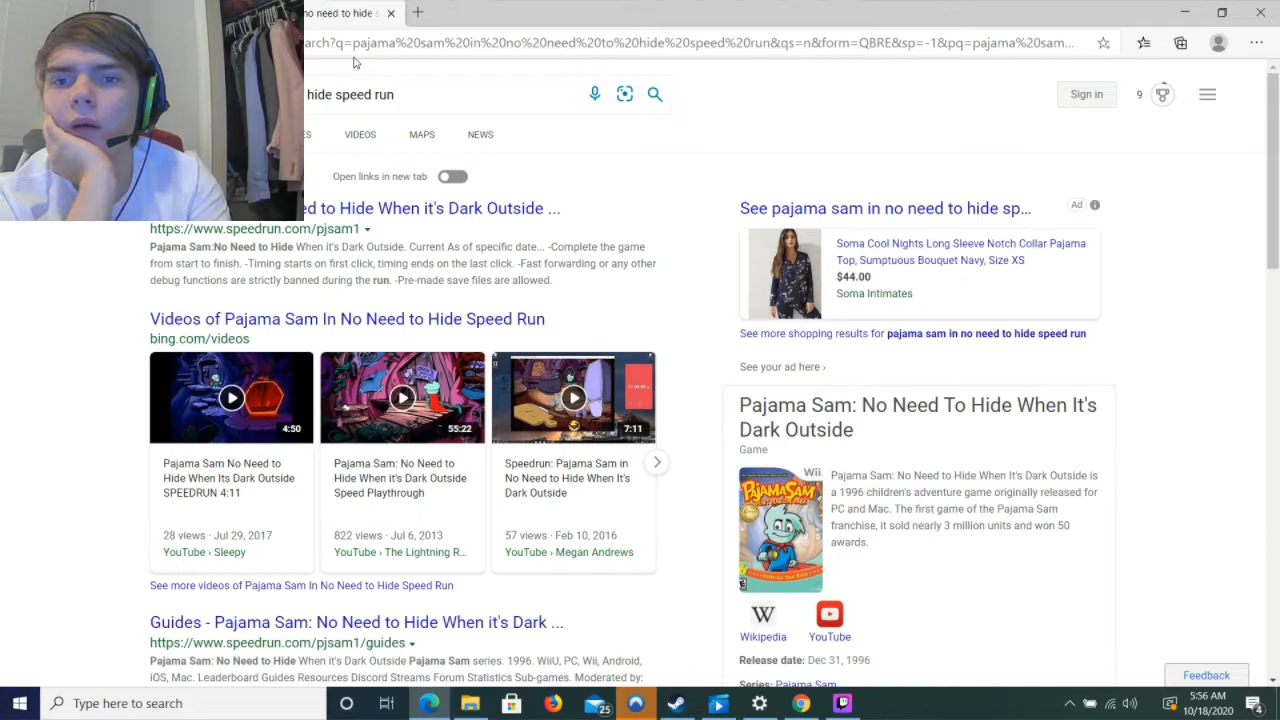 no need to hide s
arch?q=pajama%20sam%20in%20no%20need%20to%20hide%20speed%20run&qs=n&form=QBRE&sp=-1&pq=pajama%20sam...
hide speed run
Sign in
9
ES
VIDEOS
MAPS
NEWS
Open links in new tab
ed to Hide When it's Dark Outside ...
https://www.speedrun.com/pjsam1
Pajama Sam:No Need to Hide When it's Dark Outside. Current As of specific date... -Complete the game
from start to finish. -Timing starts on first click, timing ends on the last click. -Fast forwarding or any other
debug functions are strictly banned during the run. -Pre-made save files are allowed.
Videos of Pajama Sam In No Need to Hide Speed Run
bing.com/videos
4:50
55:22
7:11
Pajama Sam No Need to
Hide When Its Dark Outside
SPEEDRUN 4:11
28 views · Jul 29, 2017
YouTube › Sleepy
Pajama Sam: No Need to
Hide When it's Dark Outside
Speed Playthrough
822 views · Jul 6, 2013
YouTube › The Lightning R...
Speedrun: Pajama Sam in
No Need to Hide When It's
Dark Outside
57 views · Feb 10, 2016
YouTube › Megan Andrews
See more videos of Pajama Sam In No Need to Hide Speed Run
Guides - Pajama Sam: No Need to Hide When it's Dark ...
https://www.speedrun.com/pjsam1/guides
Pajama Sam: No Need to Hide When it's Dark Outside Pajama Sam series. 1996. WiiU, PC, Wii, Android,
iOS, Mac. Leaderboard Guides Resources Discord Streams Forum Statistics Sub-games. Moderated by:
See pajama sam in no need to hide sp...
Ad
Soma Cool Nights Long Sleeve Notch Collar Pajama
Top, Sumptuous Bouquet Navy, Size XS
$44.00
Soma Intimates
See more shopping results for pajama sam in no need to hide speed run
See your ad here ›
Pajama Sam: No Need To Hide When It's
Dark Outside
Game
Wii
PAJAMA SAM
Pajama Sam: No Need to Hide When It's Dark Outside is
a 1996 children's adventure game originally released for
PC and Mac. The first game of the Pajama Sam
franchise, it sold nearly 3 million units and won 50
awards.
W
Wikipedia
YouTube
Release date: Dec 31, 1996
Series: Pajama Sam
Feedback
Type here to search
25
5:56 AM
10/18/2020
4